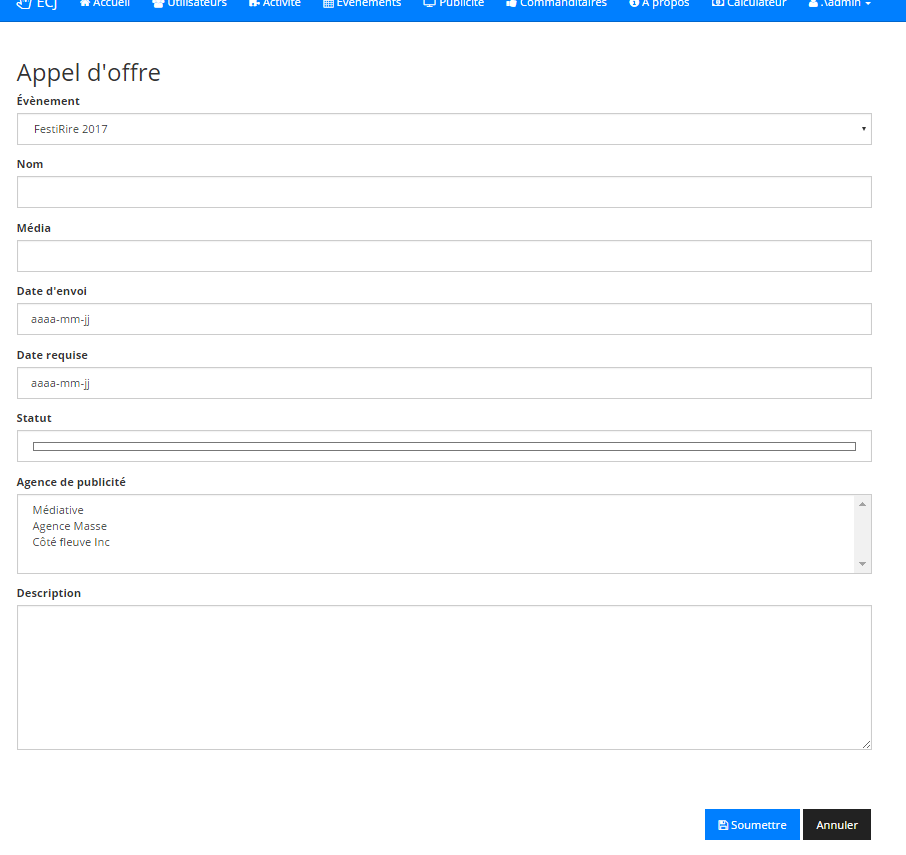 ECJ Accueil Utilisateurs Activité Évènements Publicité Commanditaires À propos Calculateur .\admin
Appel d'offre
Évènement
FestiRire 2017
Nom
Média
Date d'envoi
aaaa-mm-jj
Date requise
aaaa-mm-jj
Statut
Agence de publicité
Médiative
Agence Masse
Côté fleuve Inc
Description
Soumettre Annuler